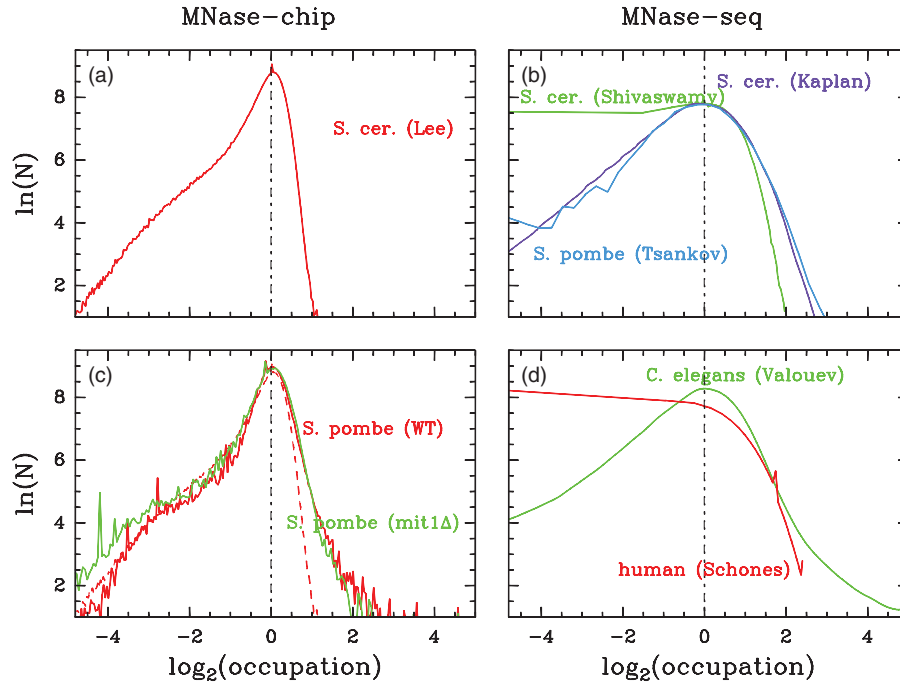 MNase-chip MNase-seq
(a)
S. cer. (Lee)
(b)
S. cer. (Kaplan)
S. cer. (Shivaswamy)
S. pombe (Tsankov)
ln(N)
8
6
4
2
(c)
S. pombe (WT)
S. pombe (mit1Δ)
(d)
C. elegans (Valouev)
human (Schones)
ln(N)
8
6
4
2
-4 -2 0 2 4 -4 -2 0 2 4
log₂(occupation) log₂(occupation)